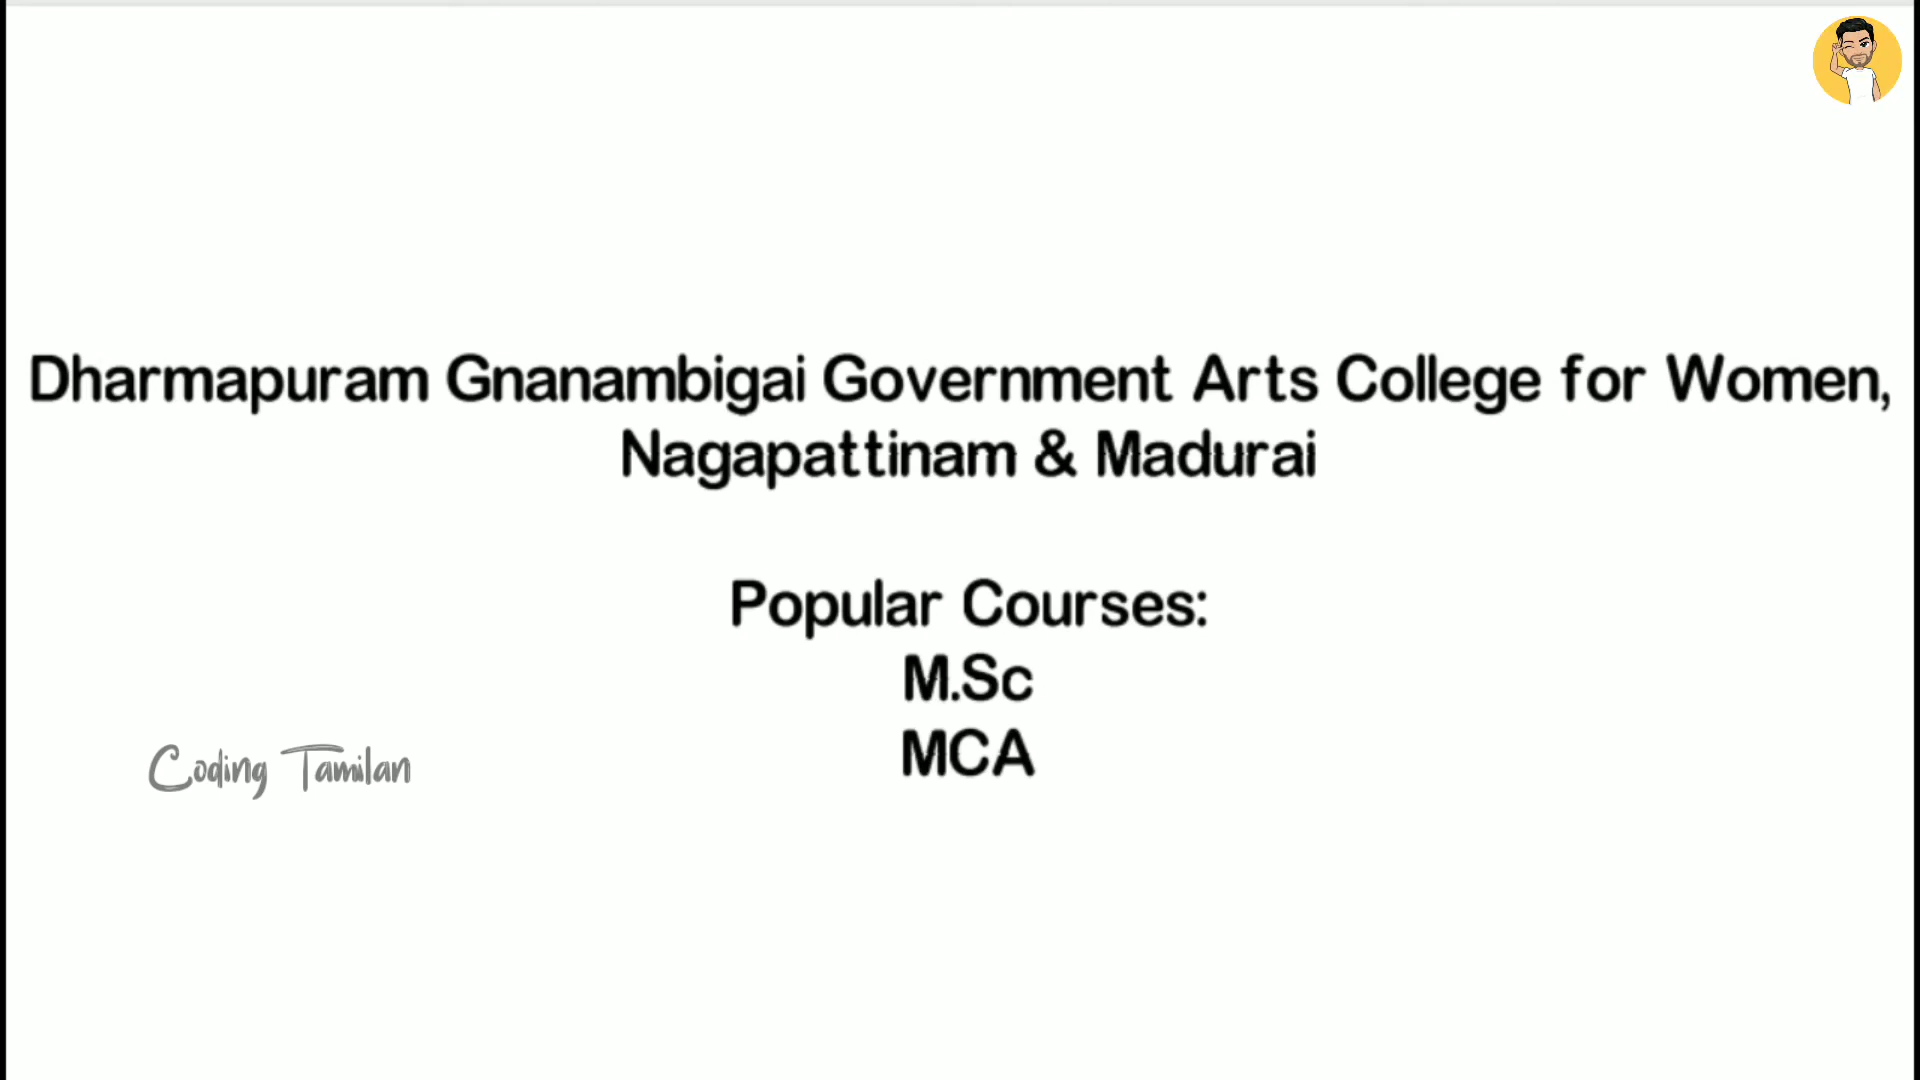 Dharmapuram Gnanambigai Government Arts College for Women,
Nagapattinam & Madurai
Popular Courses:
M.Sc
MCA
Coding Tamilan